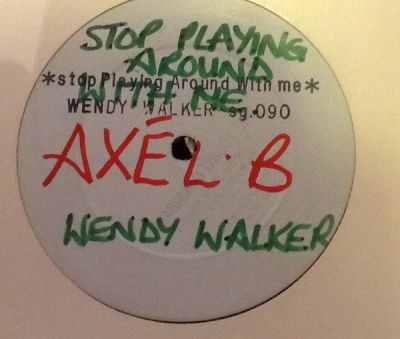 STOP PLAYING
AROUND
*stop Playing Around With me*
WITH ME.
WENDY WALKER sg.090
AXÉL·B
WENDY WALKER